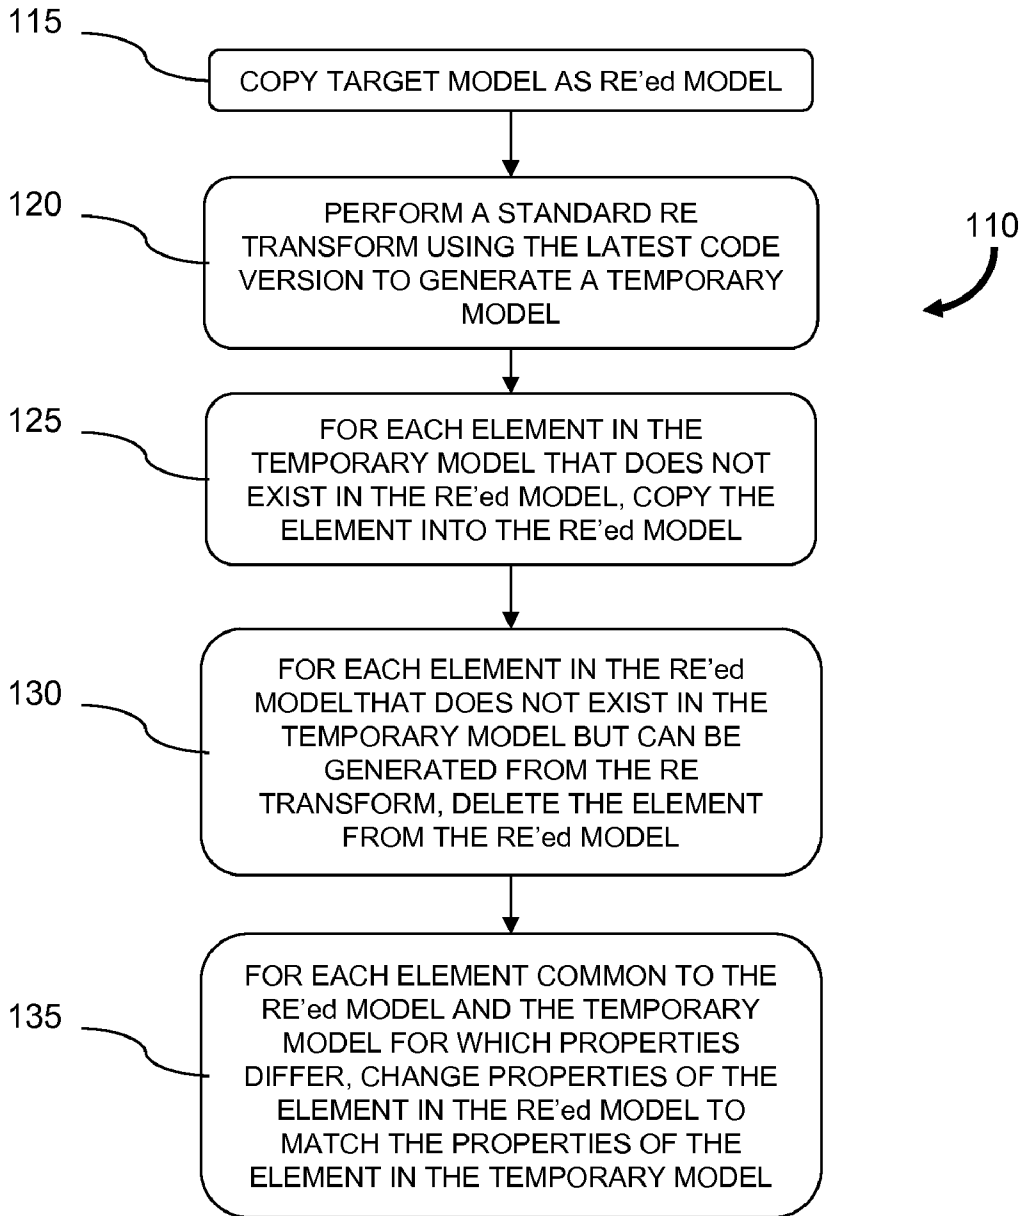 115
COPY TARGET MODEL AS RE’ed MODEL
120
PERFORM A STANDARD RE
TRANSFORM USING THE LATEST CODE
VERSION TO GENERATE A TEMPORARY
MODEL
110
125
FOR EACH ELEMENT IN THE
TEMPORARY MODEL THAT DOES NOT
EXIST IN THE RE’ed MODEL, COPY THE
ELEMENT INTO THE RE’ed MODEL
130
FOR EACH ELEMENT IN THE RE’ed
MODELTHAT DOES NOT EXIST IN THE
TEMPORARY MODEL BUT CAN BE
GENERATED FROM THE RE
TRANSFORM, DELETE THE ELEMENT
FROM THE RE’ed MODEL
135
FOR EACH ELEMENT COMMON TO THE
RE’ed MODEL AND THE TEMPORARY
MODEL FOR WHICH PROPERTIES
DIFFER, CHANGE PROPERTIES OF THE
ELEMENT IN THE RE’ed MODEL TO
MATCH THE PROPERTIES OF THE
ELEMENT IN THE TEMPORARY MODEL